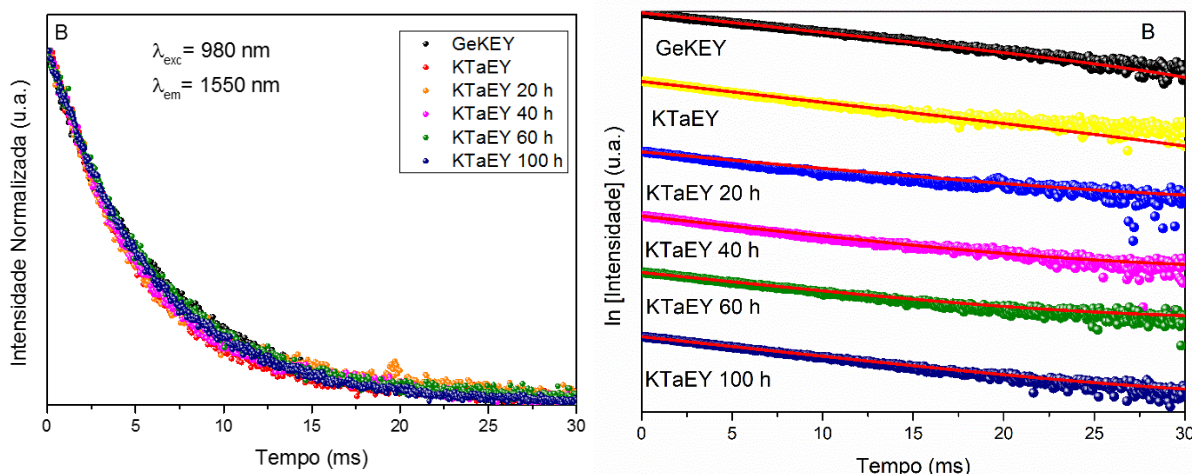 B
λexc= 980 nm
λem= 1550 nm
GeKEY
KTaEY
KTaEY 20 h
KTaEY 40 h
KTaEY 60 h
KTaEY 100 h
Intensidade Normalizada (u.a.)
0 5 10 15 20 25 30
Tempo (ms)
B
GeKEY
KTaEY
KTaEY 20 h
KTaEY 40 h
KTaEY 60 h
KTaEY 100 h
ln [Intensidade] (u.a.)
0 5 10 15 20 25 30
Tempo (ms)